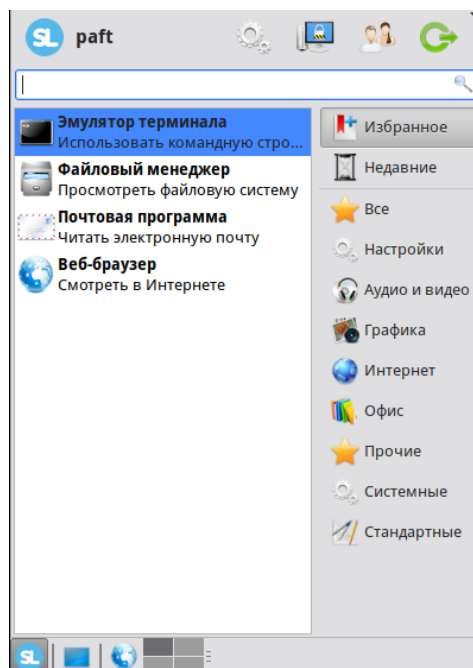 SL paft
Эмулятор терминала
Использовать командную стро...
Файловый менеджер
Просмотреть файловую систему
Почтовая программа
Читать электронную почту
Веб-браузер
Смотреть в Интернете
Избранное
Недавние
Все
Настройки
Аудио и видео
Графика
Интернет
Офис
Прочие
Системные
Стандартные
SL